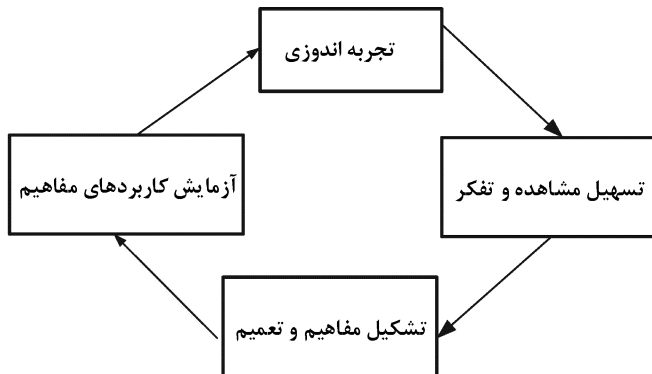 تجربه اندوزی
تسهیل مشاهده و تفکر
تشکیل مفاهیم و تعمیم
آزمایش کاربردهای مفاهیم